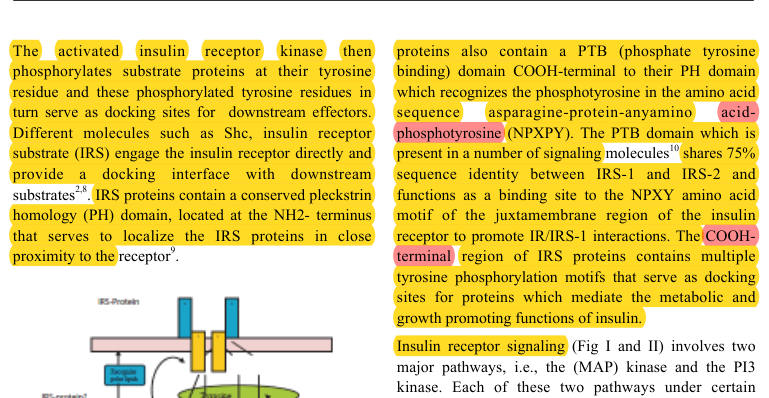 The activated insulin receptor kinase then
phosphorylates substrate proteins at their tyrosine
residue and these phosphorylated tyrosine residues in
turn serve as docking sites for downstream effectors.
Different molecules such as Shc, insulin receptor
substrate (IRS) engage the insulin receptor directly and
provide a docking interface with downstream
substrates2,8. IRS proteins contain a conserved pleckstrin
homology (PH) domain, located at the NH2- terminus
that serves to localize the IRS proteins in close
proximity to the receptor9.
IRS-Protein
proteins also contain a PTB (phosphate tyrosine
binding) domain COOH-terminal to their PH domain
which recognizes the phosphotyrosine in the amino acid
sequence asparagine-protein-anyamino acid-
phosphotyrosine (NPXPY). The PTB domain which is
present in a number of signaling molecules10 shares 75%
sequence identity between IRS-1 and IRS-2 and
functions as a binding site to the NPXY amino acid
motif of the juxtamembrane region of the insulin
receptor to promote IR/IRS-1 interactions. The COOH-
terminal region of IRS proteins contains multiple
tyrosine phosphorylation motifs that serve as docking
sites for proteins which mediate the metabolic and
growth promoting functions of insulin.
Insulin receptor signaling (Fig I and II) involves two
major pathways, i.e., the (MAP) kinase and the PI3
kinase. Each of these two pathways under certain